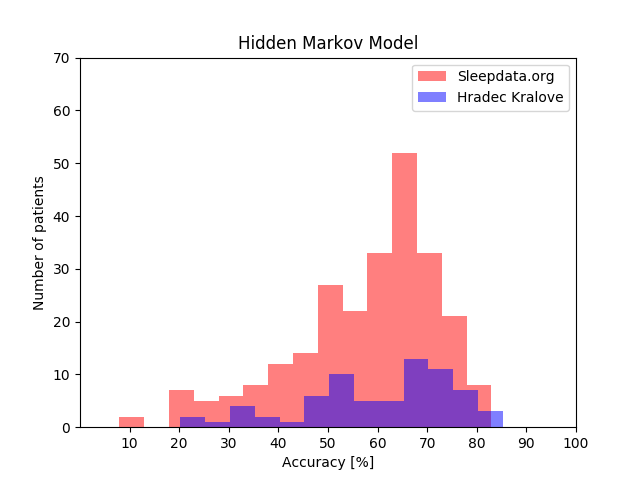 Hidden Markov Model
Sleepdata.org
Hradec Kralove
70
60
50
40
30
20
10
0
Number of patients
10 20 30 40 50 60 70 80 90 100
Accuracy [%]